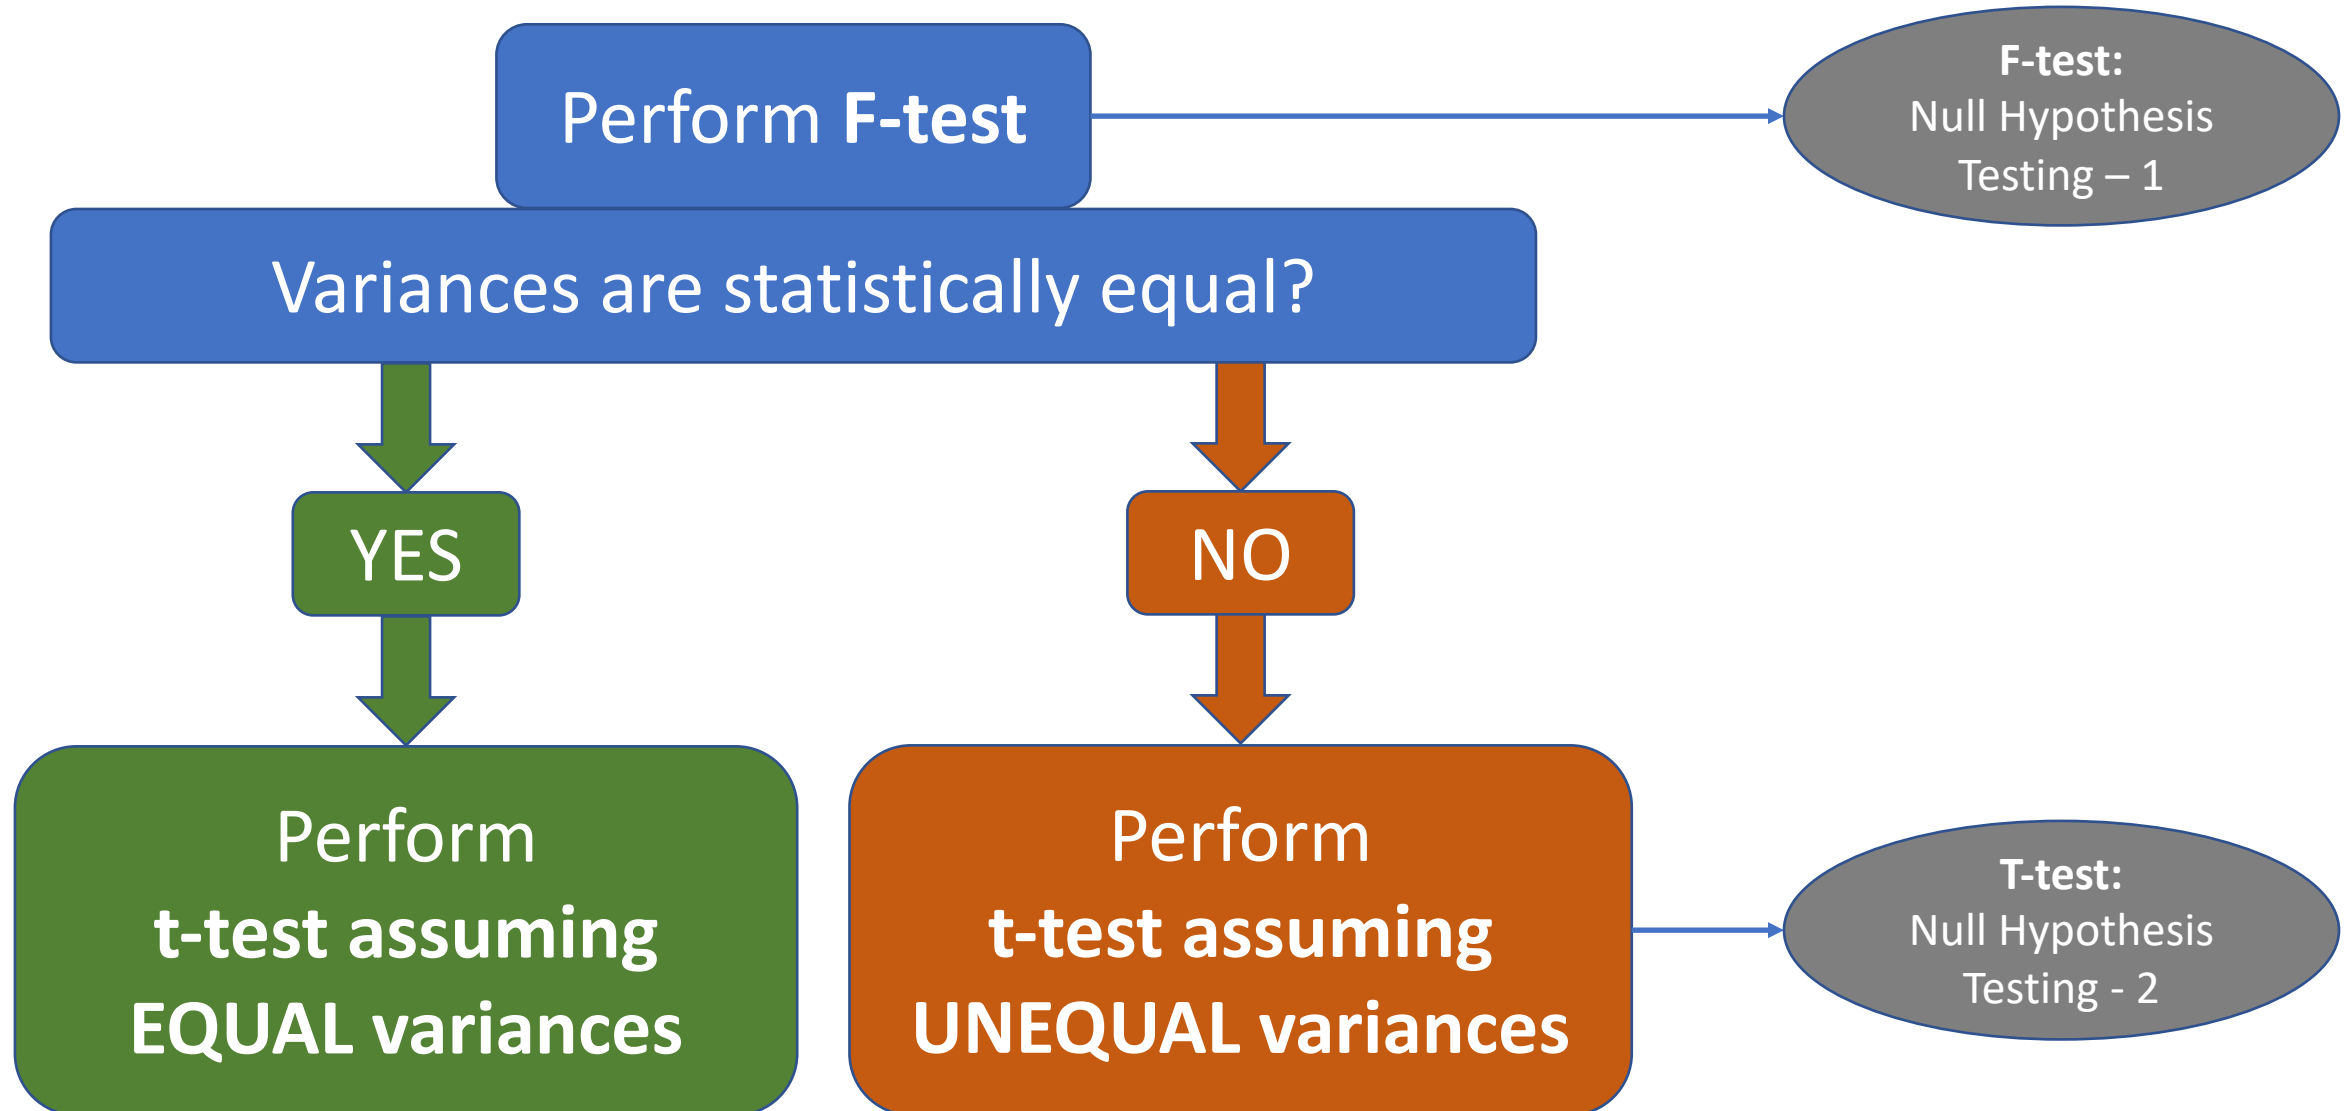 Perform F-test
F-test:
Null Hypothesis
Testing – 1
Variances are statistically equal?
YES
NO
Perform
t-test assuming
EQUAL variances
Perform
t-test assuming
UNEQUAL variances
T-test:
Null Hypothesis
Testing - 2